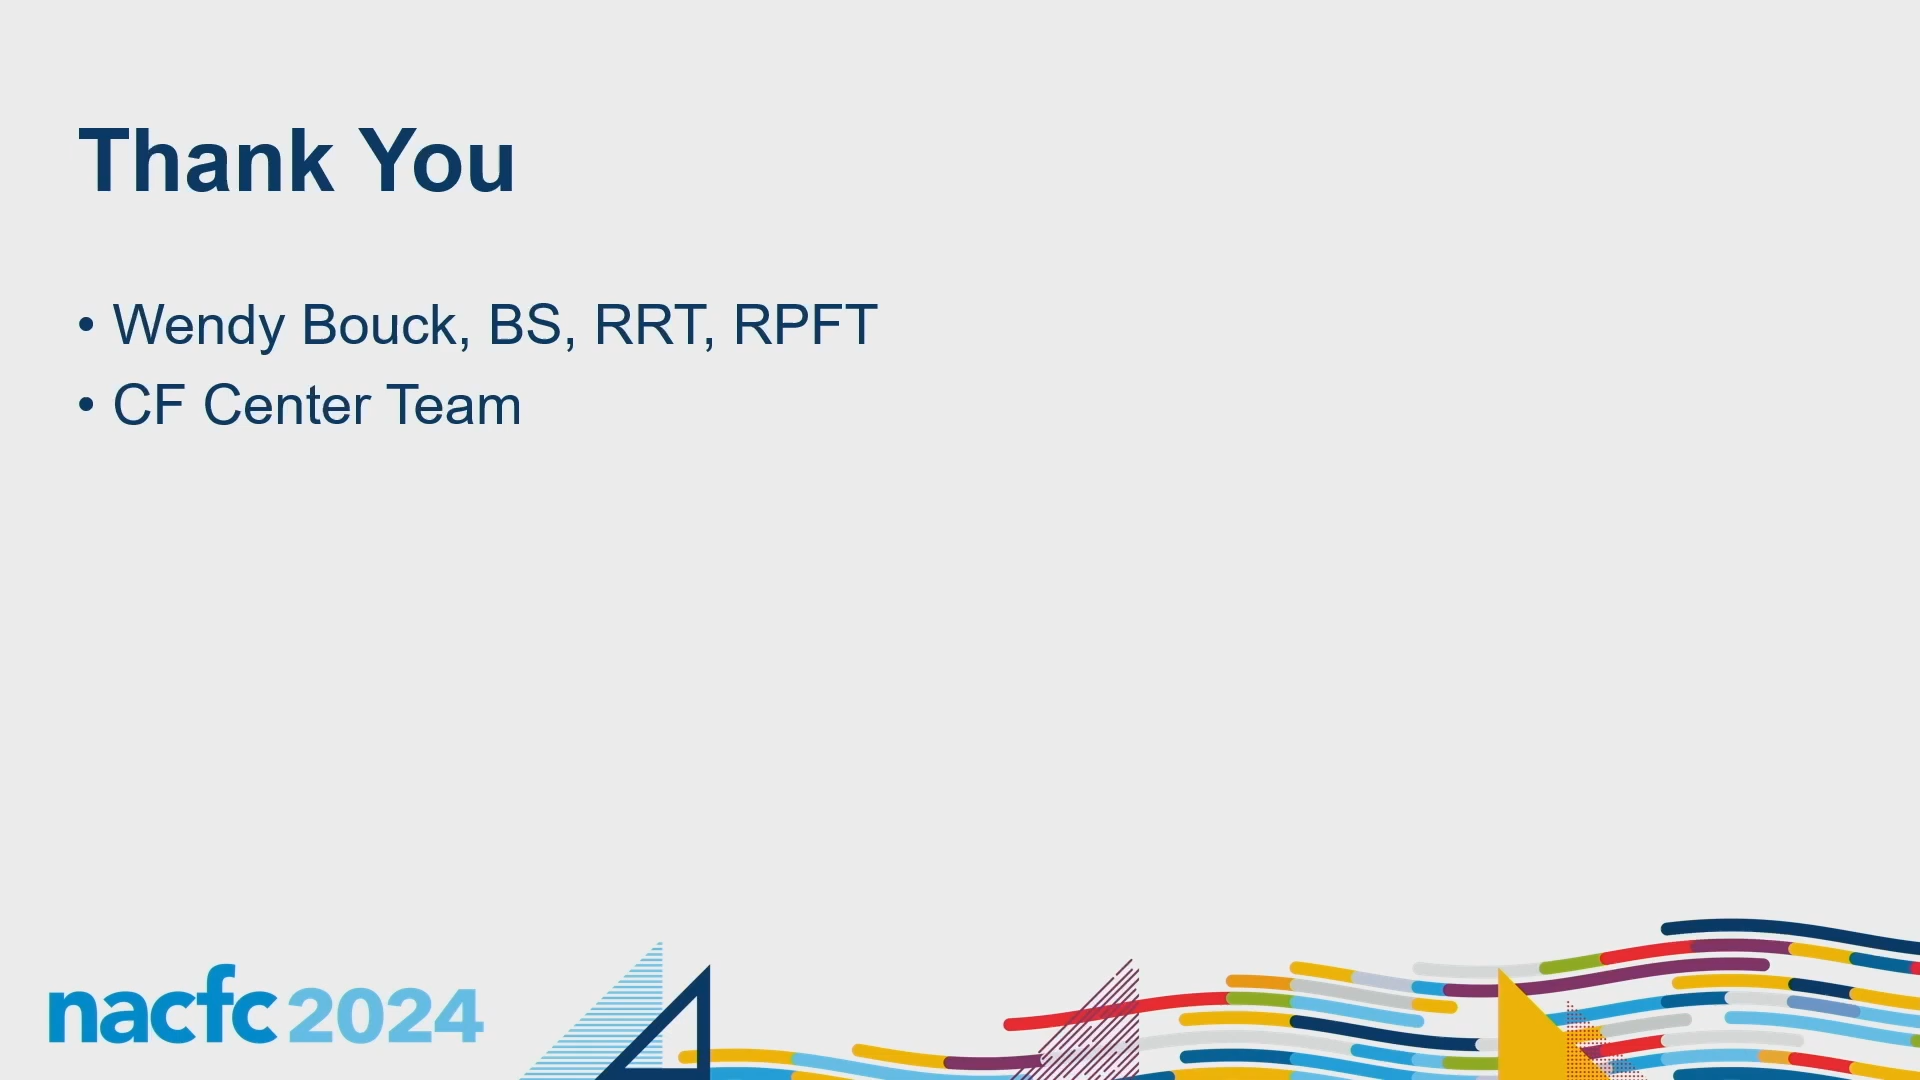 Thank You
• Wendy Bouck, BS, RRT, RPFT
• CF Center Team
nacfc 2024